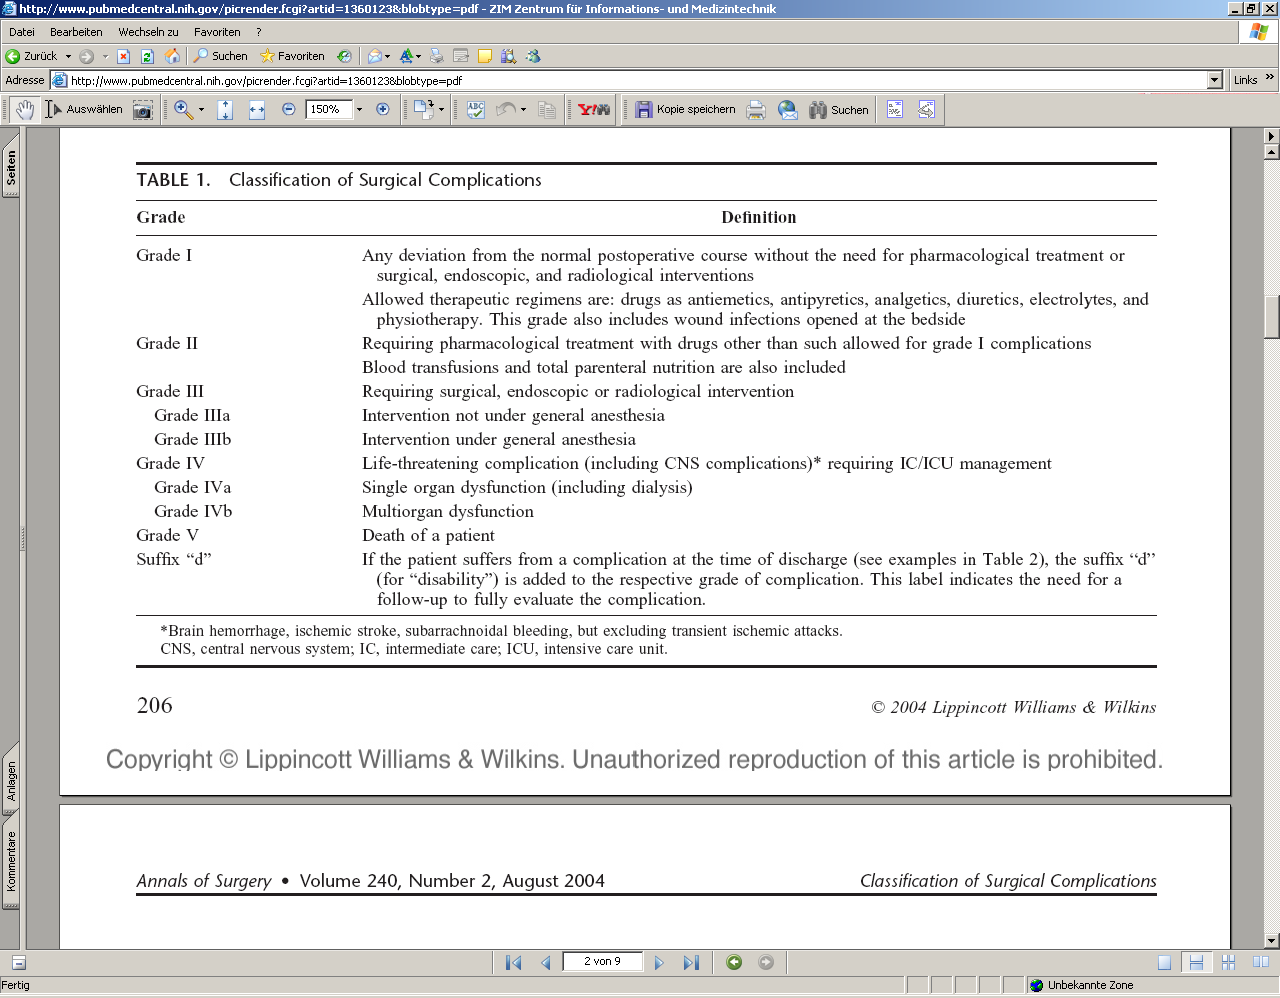 http://www.pubmedcentral.nih.gov/picrender.fcgi?artid=1360123&blobtype=pdf - ZIM Zentrum für Informations- und Medizintechnik
Datei Bearbeiten Wechseln zu Favoriten ?
Zurück Suchen Favoriten
Adresse http://www.pubmedcentral.nih.gov/picrender.fcgi?artid=1360123&blobtype=pdf Links »
Auswählen 150% ABC Y! Kopie speichern Suchen
Seiten
TABLE 1. Classification of Surgical Complications
Grade Definition
Grade I Any deviation from the normal postoperative course without the need for pharmacological treatment or
surgical, endoscopic, and radiological interventions
Allowed therapeutic regimens are: drugs as antiemetics, antipyretics, analgetics, diuretics, electrolytes, and
physiotherapy. This grade also includes wound infections opened at the bedside
Grade II Requiring pharmacological treatment with drugs other than such allowed for grade I complications
Blood transfusions and total parenteral nutrition are also included
Grade III Requiring surgical, endoscopic or radiological intervention
Grade IIIa Intervention not under general anesthesia
Grade IIIb Intervention under general anesthesia
Grade IV Life-threatening complication (including CNS complications)* requiring IC/ICU management
Grade IVa Single organ dysfunction (including dialysis)
Grade IVb Multiorgan dysfunction
Grade V Death of a patient
Suffix “d” If the patient suffers from a complication at the time of discharge (see examples in Table 2), the suffix “d”
(for “disability”) is added to the respective grade of complication. This label indicates the need for a
follow-up to fully evaluate the complication.
*Brain hemorrhage, ischemic stroke, subarrachnoidal bleeding, but excluding transient ischemic attacks.
CNS, central nervous system; IC, intermediate care; ICU, intensive care unit.
206 © 2004 Lippincott Williams & Wilkins
Copyright © Lippincott Williams & Wilkins. Unauthorized reproduction of this article is prohibited.
Anlagen
Kommentare
Annals of Surgery • Volume 240, Number 2, August 2004 Classification of Surgical Complications
2 von 9
Fertig Unbekannte Zone